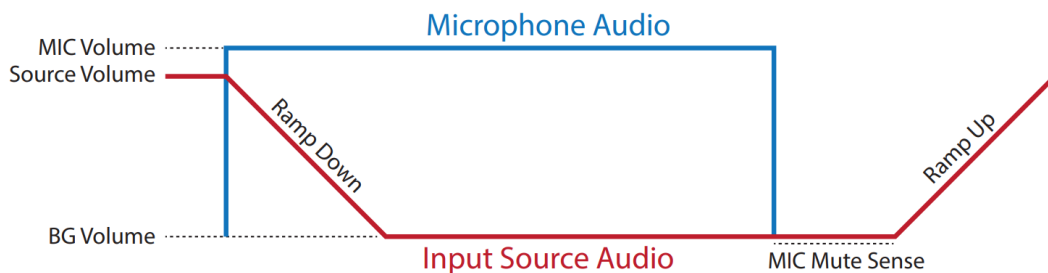 Microphone Audio
MIC Volume
Source Volume
Ramp Down
Ramp Up
BG Volume
Input Source Audio
MIC Mute Sense